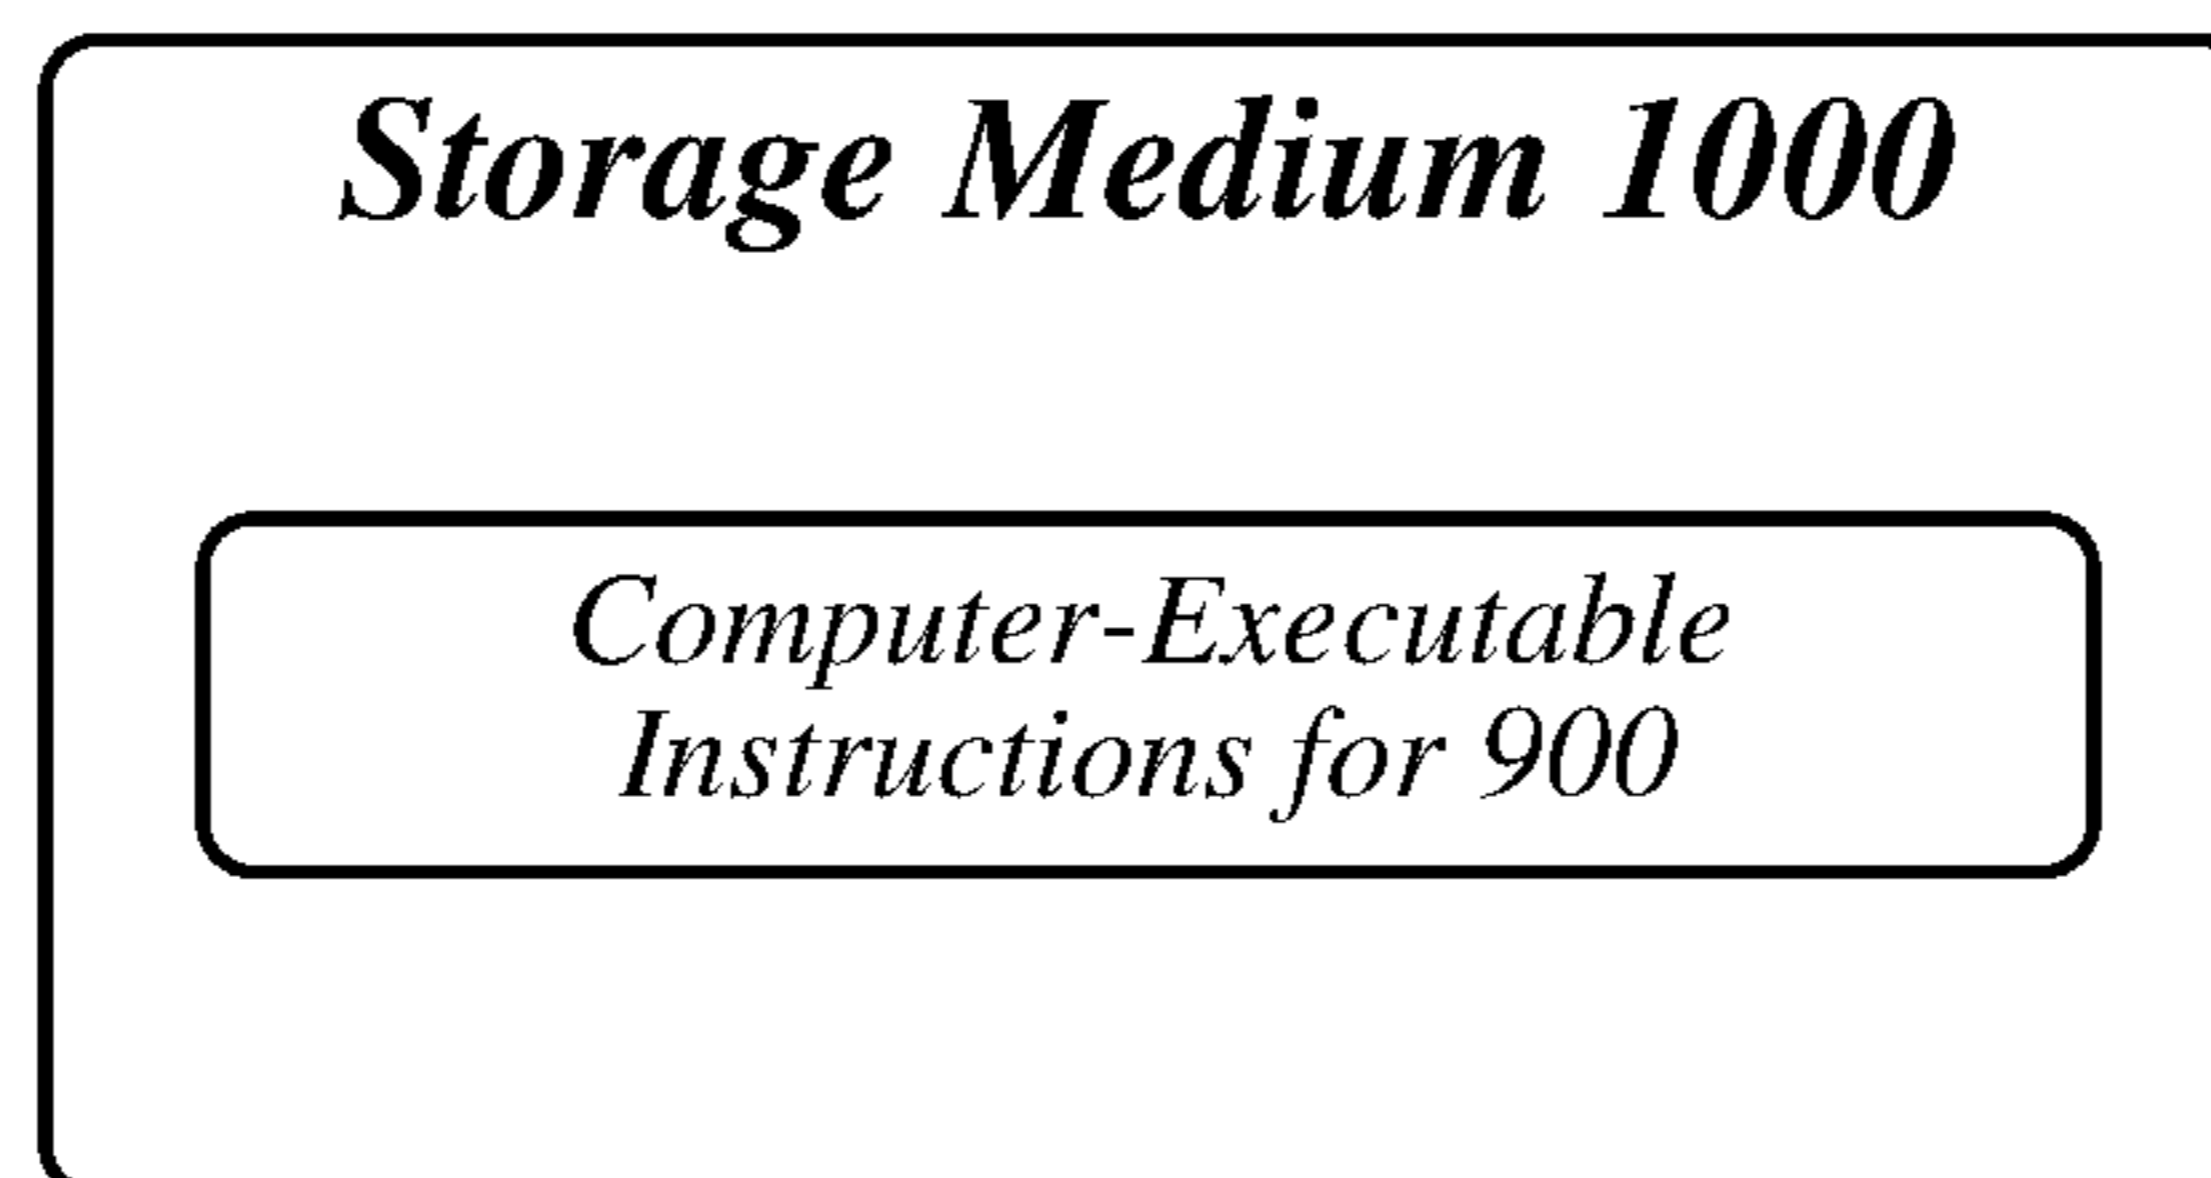 Storage Medium 1000
Computer-Executable
Instructions for 900